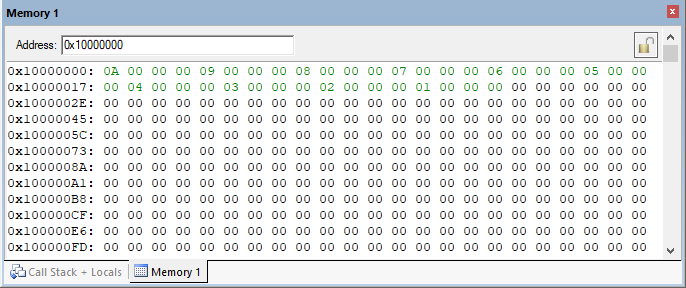 Memory 1
Address: 0x10000000
0x10000000: 0A 00 00 00 09 00 00 00 08 00 00 00 07 00 00 00 06 00 00 00 05 00 00
0x10000017: 00 04 00 00 00 03 00 00 00 02 00 00 00 01 00 00 00 00 00 00 00 00 00
0x1000002E: 00 00 00 00 00 00 00 00 00 00 00 00 00 00 00 00 00 00 00 00 00 00 00
0x10000045: 00 00 00 00 00 00 00 00 00 00 00 00 00 00 00 00 00 00 00 00 00 00 00
0x1000005C: 00 00 00 00 00 00 00 00 00 00 00 00 00 00 00 00 00 00 00 00 00 00 00
0x10000073: 00 00 00 00 00 00 00 00 00 00 00 00 00 00 00 00 00 00 00 00 00 00 00
0x1000008A: 00 00 00 00 00 00 00 00 00 00 00 00 00 00 00 00 00 00 00 00 00 00 00
0x100000A1: 00 00 00 00 00 00 00 00 00 00 00 00 00 00 00 00 00 00 00 00 00 00 00
0x100000B8: 00 00 00 00 00 00 00 00 00 00 00 00 00 00 00 00 00 00 00 00 00 00 00
0x100000CF: 00 00 00 00 00 00 00 00 00 00 00 00 00 00 00 00 00 00 00 00 00 00 00
0x100000E6: 00 00 00 00 00 00 00 00 00 00 00 00 00 00 00 00 00 00 00 00 00 00 00
0x100000FD: 00 00 00 00 00 00 00 00 00 00 00 00 00 00 00 00 00 00 00 00 00 00 00
Call Stack + Locals Memory 1